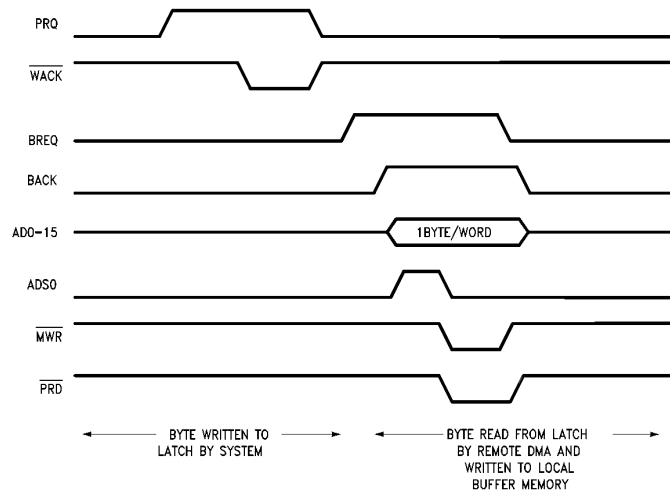 PRQ
WACK
BREQ
BACK
AD0-15
1BYTE/WORD
ADS0
MWR
PRD
BYTE WRITTEN TO
LATCH BY SYSTEM
BYTE READ FROM LATCH
BY REMOTE DMA AND
WRITTEN TO LOCAL
BUFFER MEMORY